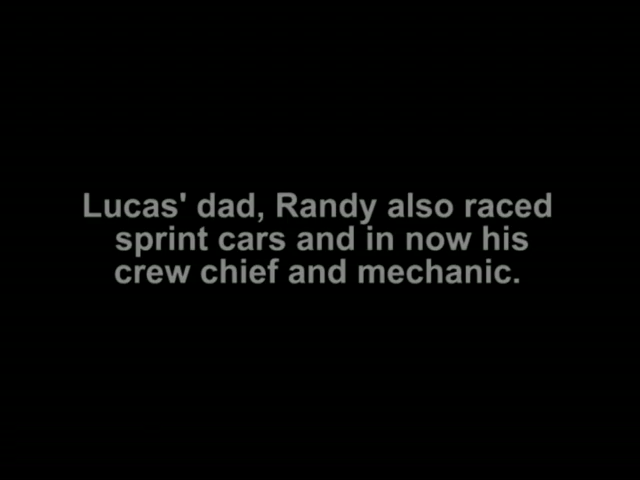 Lucas' dad, Randy also raced
sprint cars and in now his
crew chief and mechanic.